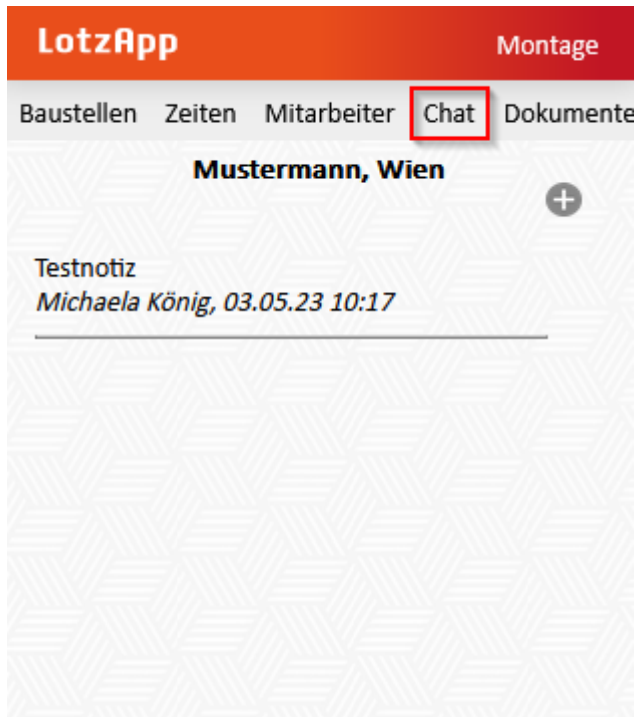 LotzApp Montage
Baustellen Zeiten Mitarbeiter Chat Dokumente
Mustermann, Wien
Testnotiz
Michaela König, 03.05.23 10:17